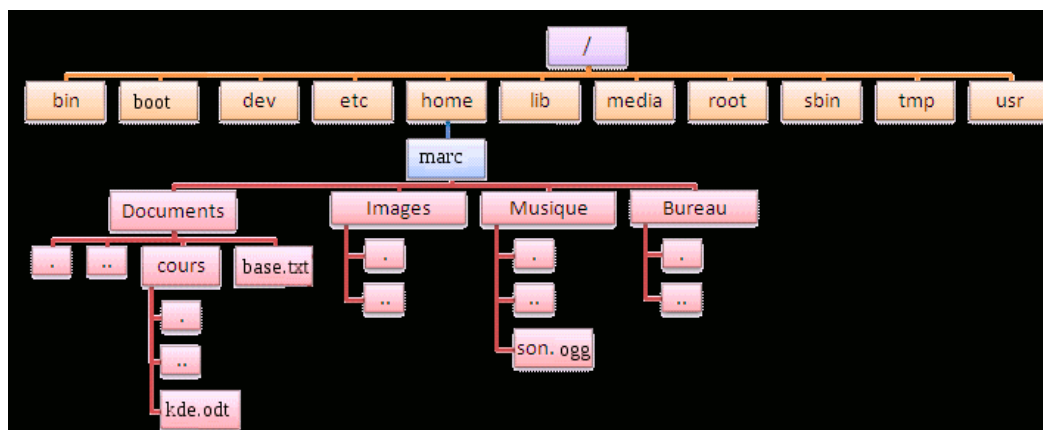 /
bin boot dev etc home lib media root sbin tmp usr
marc
Documents Images Musique Bureau
. .. cours base.txt . . .
.. .. ..
.
.. son. ogg
kde.odt